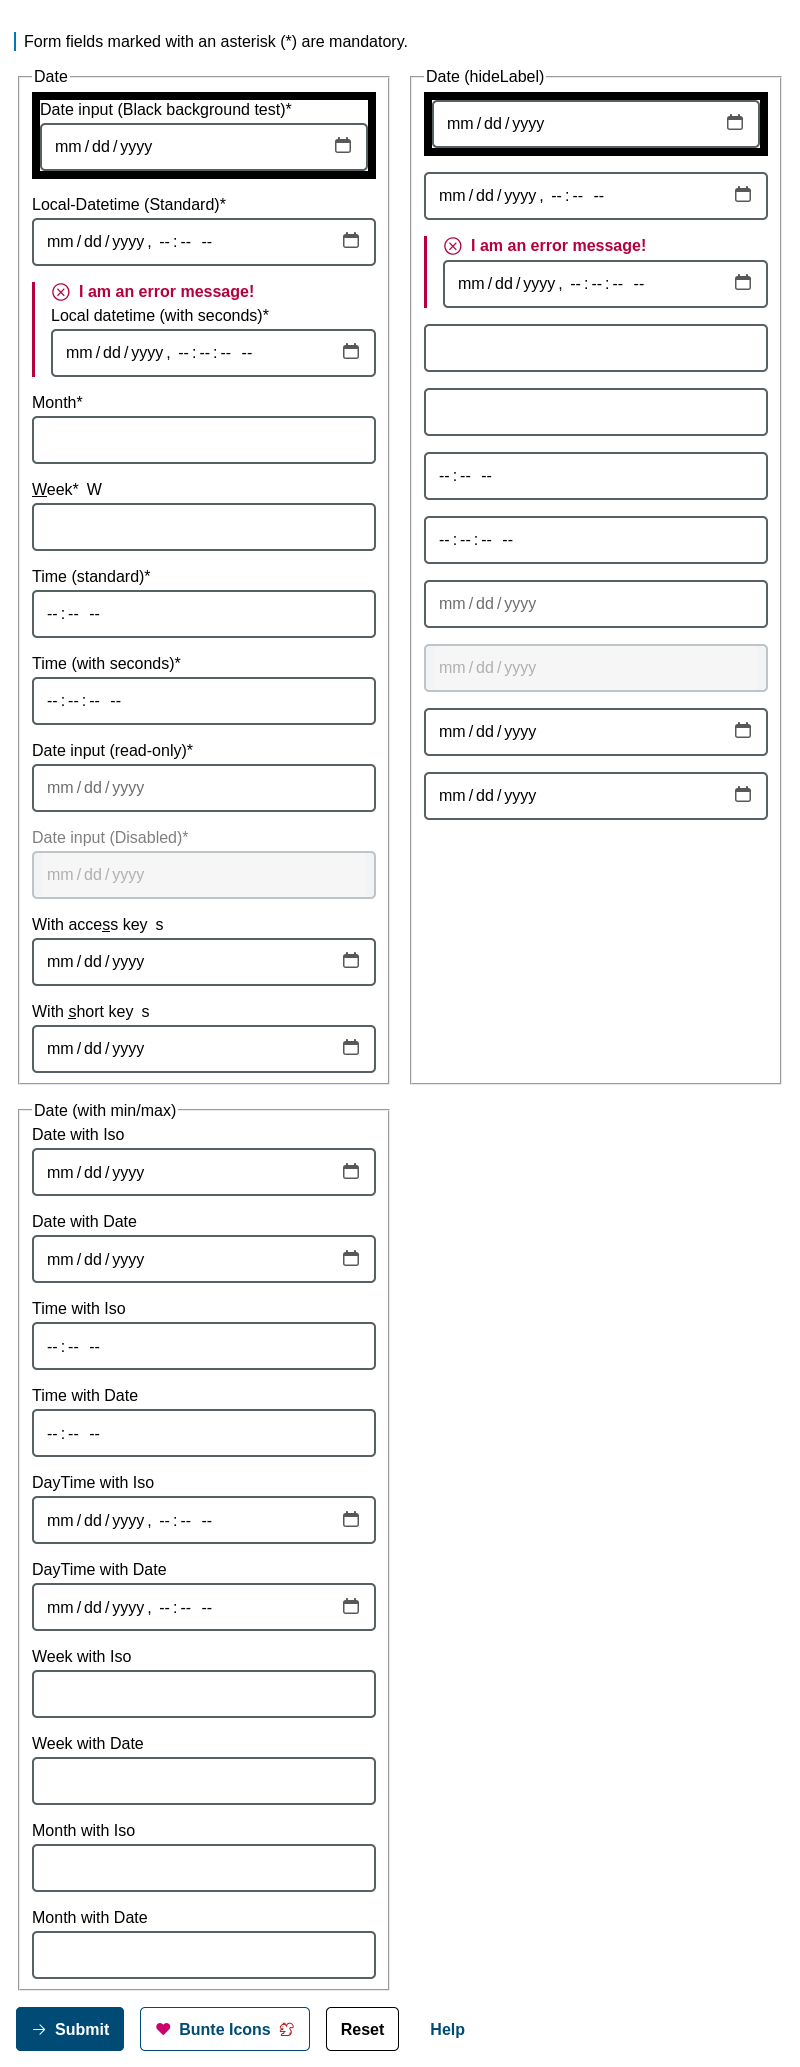 Form fields marked with an asterisk (*) are mandatory.
Date
Date input (Black background test)*
mm/dd/yyyy
Local-Datetime (Standard)*
mm/dd/yyyy, --:-- --
I am an error message!
Local datetime (with seconds)*
mm/dd/yyyy, --:--:-- --
Month*
Week* W
Time (standard)*
--:-- --
Time (with seconds)*
--:--:-- --
Date input (read-only)*
mm/dd/yyyy
Date input (Disabled)*
mm/dd/yyyy
With access key s
mm/dd/yyyy
With short key s
mm/dd/yyyy
Date (hideLabel)
mm/dd/yyyy
mm/dd/yyyy, --:-- --
I am an error message!
mm/dd/yyyy, --:--:-- --
--:-- --
--:--:-- --
mm/dd/yyyy
mm/dd/yyyy
mm/dd/yyyy
mm/dd/yyyy
Date (with min/max)
Date with Iso
mm/dd/yyyy
Date with Date
mm/dd/yyyy
Time with Iso
--:-- --
Time with Date
--:-- --
DayTime with Iso
mm/dd/yyyy, --:-- --
DayTime with Date
mm/dd/yyyy, --:-- --
Week with Iso
Week with Date
Month with Iso
Month with Date
Submit Bunte Icons Reset Help